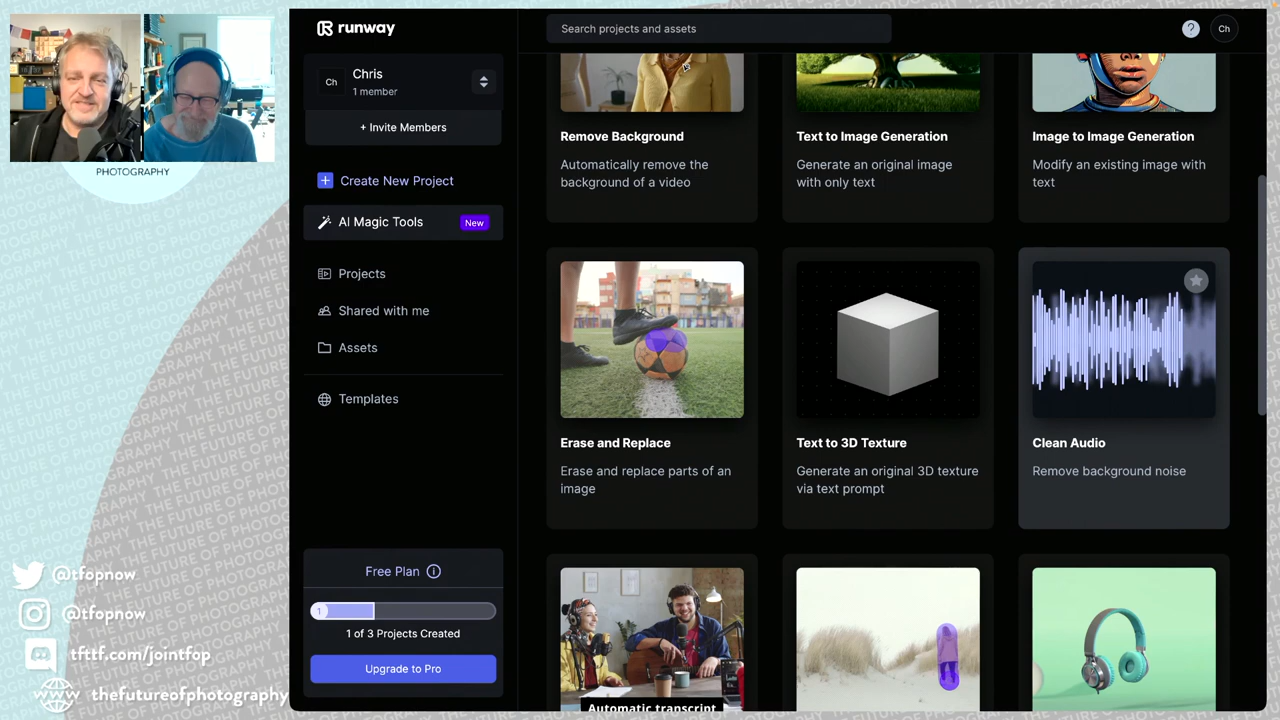 runway
Search projects and assets
?
Ch
Ch
Chris
1 member
+ Invite Members
+ Create New Project
AI Magic Tools
New
Projects
Shared with me
Assets
Templates
Free Plan
1
1 of 3 Projects Created
Upgrade to Pro
Remove Background
Automatically remove the
background of a video
Text to Image Generation
Generate an original image
with only text
Image to Image Generation
Modify an existing image with
text
Erase and Replace
Erase and replace parts of an
image
Text to 3D Texture
Generate an original 3D texture
via text prompt
Clean Audio
Remove background noise
Automatic transcript
PHOTOGRAPHY
THE FUTURE OF PHOTOGRAPHY
@tfopnow
@tfopnow
tfttf.com/jointfop
thefutureofphotography